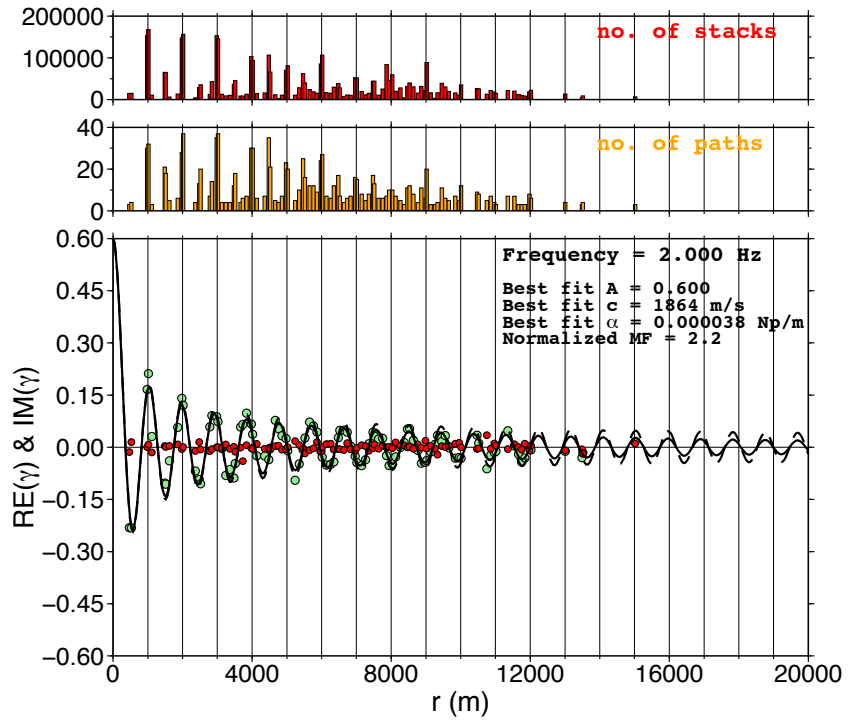 200000
100000
0
no. of stacks
40
20
0
no. of paths
0.60
0.45
0.30
0.15
0.00
-0.15
-0.30
-0.45
-0.60
RE(γ) & IM(γ)
Frequency = 2.000 Hz
Best fit A = 0.600
Best fit c = 1864 m/s
Best fit α = 0.000038 Np/m
Normalized MF = 2.2
0 4000 8000 12000 16000 20000
r (m)